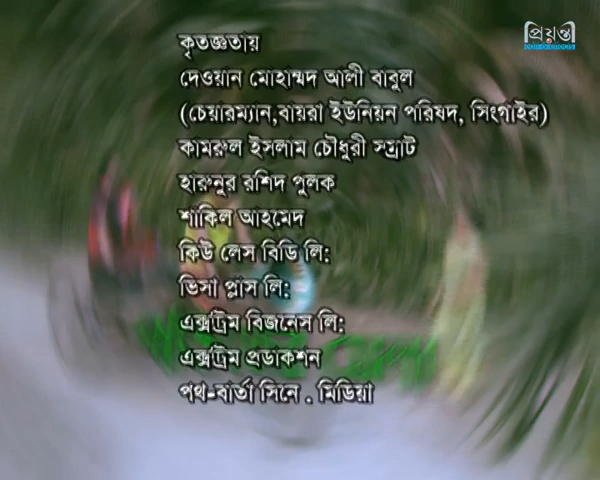 প্রিয়ন্তী
কৃতজ্ঞতায়
দেওয়ান মোহাম্মদ আলী বাবুল
(চেয়ারম্যান,বায়রা ইউনিয়ন পরিষদ, সিংগাইর)
কামরুল ইসলাম চৌধুরী সম্রাট
হারুনুর রশিদ পুলক
শাকিল আহমেদ
কিউ লেস বিডি লি:
ভিসা প্লাস লি:
এক্সট্রিম বিজনেস লি:
এক্সট্রিম প্রডাকশন
পথ-বার্তা সিনে . মিডিয়া